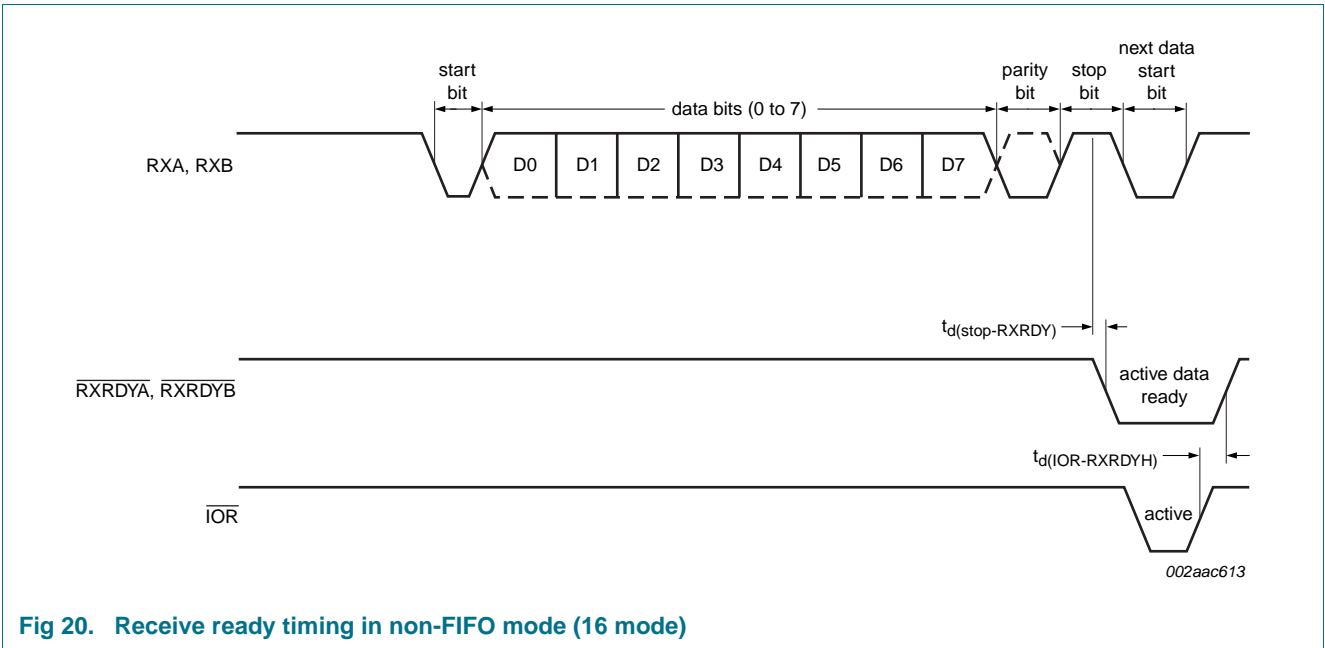 start
bit
data bits (0 to 7)
parity
bit
stop
bit
next data
start
bit
RXA, RXB
D0 D1 D2 D3 D4 D5 D6 D7
td(stop-RXRDY)
RXRDYA, RXRDYB
active data
ready
td(IOR-RXRDYH)
IOR
active
002aac613
Fig 20. Receive ready timing in non-FIFO mode (16 mode)